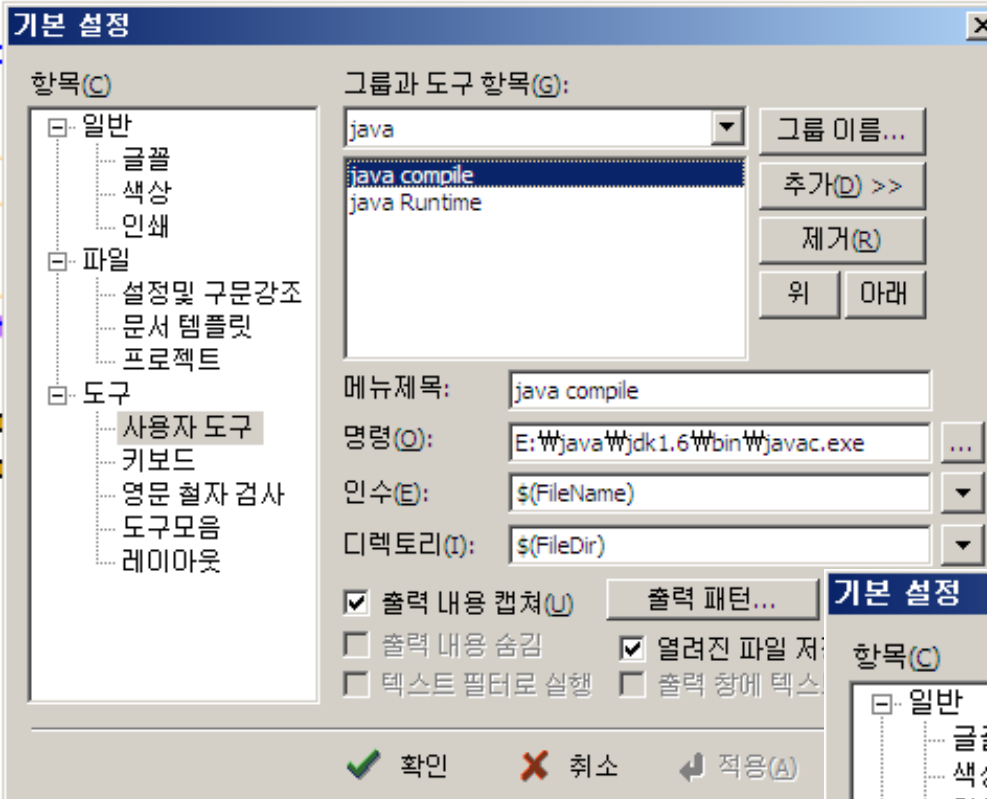 기본 설정
항목(C)
일반
글꼴
색상
인쇄
파일
설정및 구문강조
문서 템플릿
프로젝트
도구
사용자 도구
키보드
영문 철자 검사
도구모음
레이아웃
그룹과 도구 항목(G):
java
그룹 이름...
java compile
java Runtime
추가(D) >>
제거(R)
위 아래
메뉴제목: java compile
명령(O): E:₩java₩jdk1.6₩bin₩javac.exe ...
인수(E): $(FileName)
디렉토리(I): $(FileDir)
출력 내용 캡쳐(U) 출력 패턴...
출력 내용 숨김 열려진 파일
텍스트 필터로 실행 출력 창에
확인 취소 적용(A)
기본 설정
항목(C)
일반